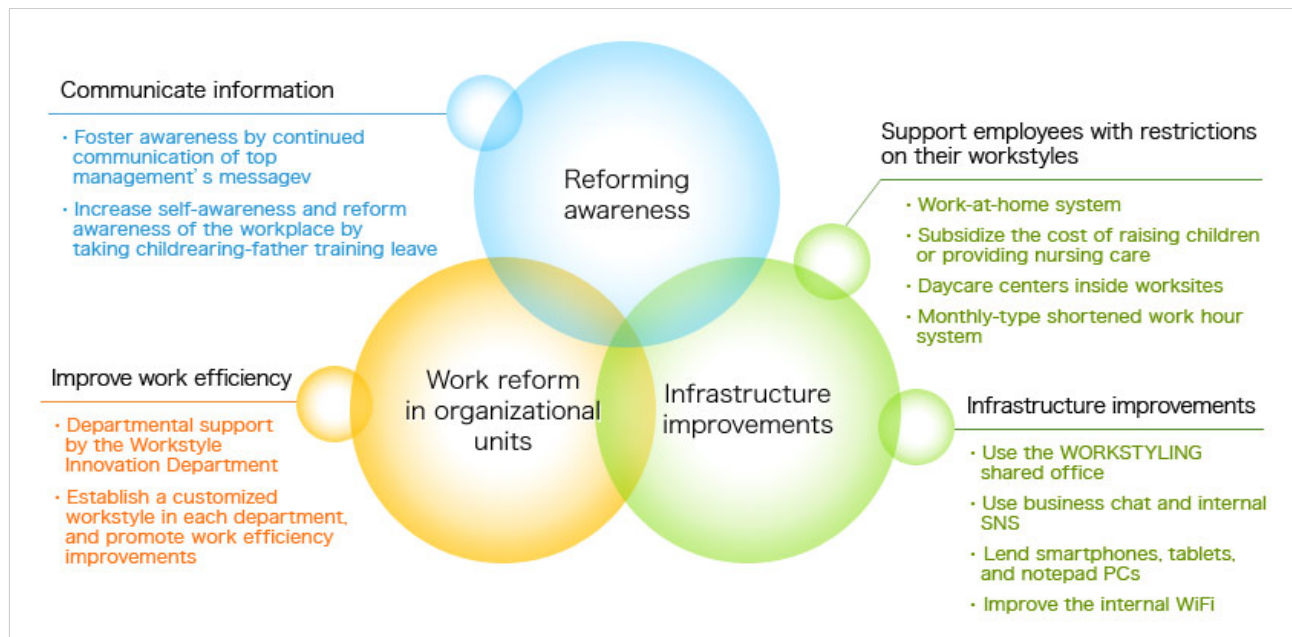 Communicate information
・Foster awareness by continued
communication of top
management’s messagev
・Increase self-awareness and reform
awareness of the workplace by
taking childrearing-father training leave
Reforming
awareness
Support employees with restrictions
on their workstyles
・Work-at-home system
・Subsidize the cost of raising children
or providing nursing care
・Daycare centers inside worksites
・Monthly-type shortened work hour
system
Improve work efficiency
・Departmental support
by the Workstyle
Innovation Department
・Establish a customized
workstyle in each department,
and promote work efficiency
improvements
Work reform
in organizational
units
Infrastructure
improvements
Infrastructure improvements
・Use the WORKSTYLING
shared office
・Use business chat and internal
SNS
・Lend smartphones, tablets,
and notepad PCs
・Improve the internal WiFi